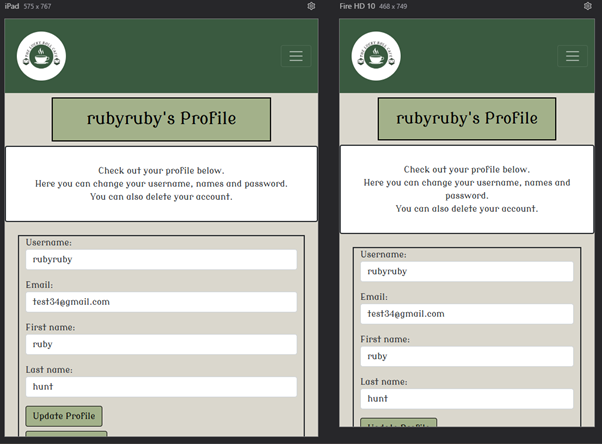 iPad 575 x 767
rubyruby's Profile
Check out your profile below.
Here you can change your username, names and password.
You can also delete your account.
Username:
rubyruby
Email:
test34@gmail.com
First name:
ruby
Last name:
hunt
Update Profile
Fire HD 10 468 x 749
rubyruby's Profile
Check out your profile below.
Here you can change your username, names and
password.
You can also delete your account.
Username:
rubyruby
Email:
test34@gmail.com
First name:
ruby
Last name:
hunt
Update Profile